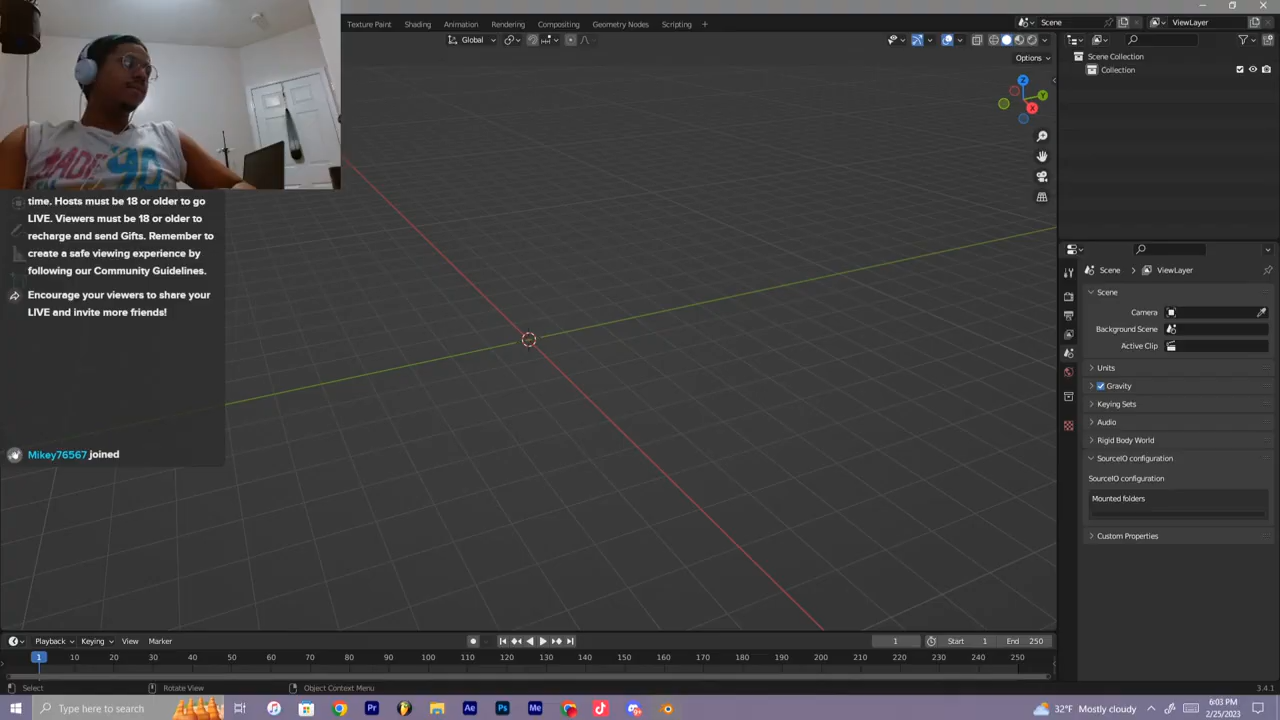 Texture Paint Shading Animation Rendering Compositing Geometry Nodes Scripting + Scene ViewLayer
Global
Options
Z
Y
X
Scene Collection
Collection
MADE
90
time. Hosts must be 18 or older to go
LIVE. Viewers must be 18 or older to
recharge and send Gifts. Remember to
create a safe viewing experience by
following our Community Guidelines.
Encourage your viewers to share your
LIVE and invite more friends!
Mikey76567 joined
Scene > ViewLayer
Scene
Camera
Background Scene
Active Clip
Units
Gravity
Keying Sets
Audio
Rigid Body World
SourceIO configuration
SourceIO configuration
Mounted folders
Custom Properties
Playback Keying View Marker 1 Start 1 End 250
1 10 20 30 40 50 60 70 80 90 100 110 120 130 140 150 160 170 180 190 200 210 220 230 240 250
Select Rotate View Object Context Menu 3.4.1
Type here to search Pr Ae Ps Me 32°F Mostly cloudy 6:03 PM
2/25/2023